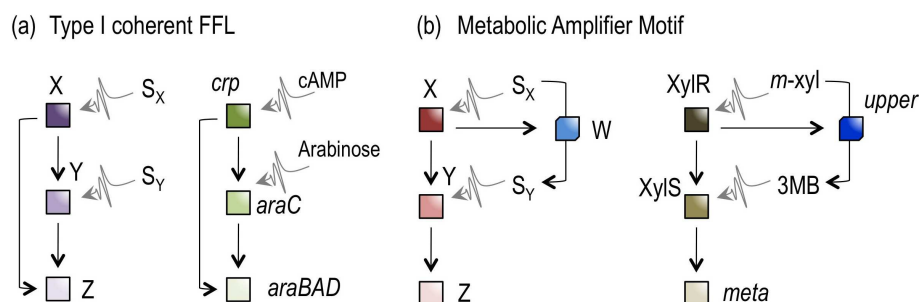 (a) Type I coherent FFL
X
S_X
Y
S_Y
Z
crp
cAMP
Arabinose
araC
araBAD
(b) Metabolic Amplifier Motif
X
S_X
W
Y
S_Y
Z
XylR
m-xyl
upper
XylS
3MB
meta